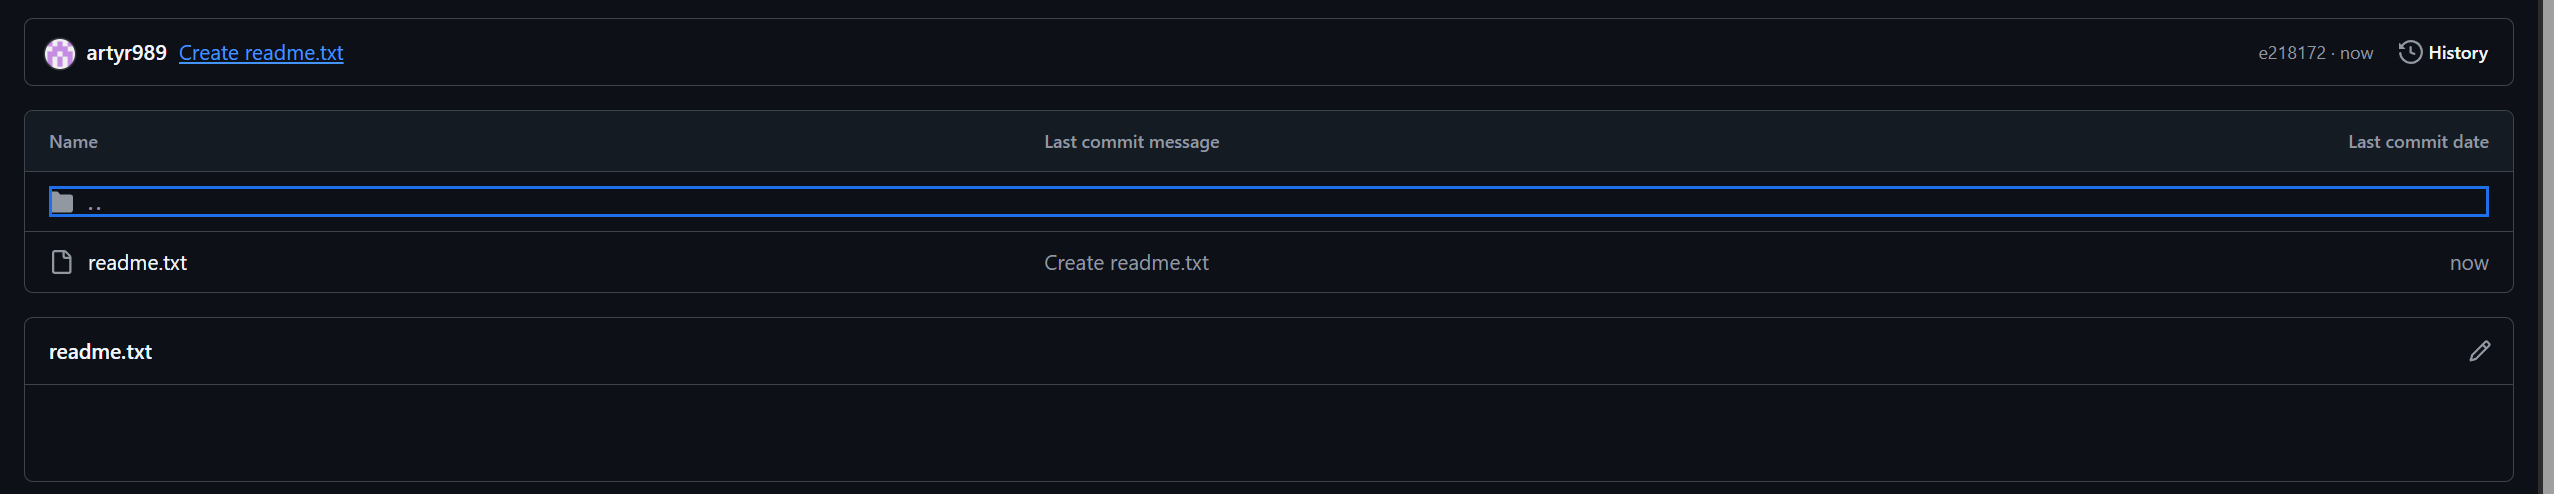 artyr989 Create readme.txt e218172 · now History
Name Last commit message Last commit date
..
readme.txt Create readme.txt now
readme.txt